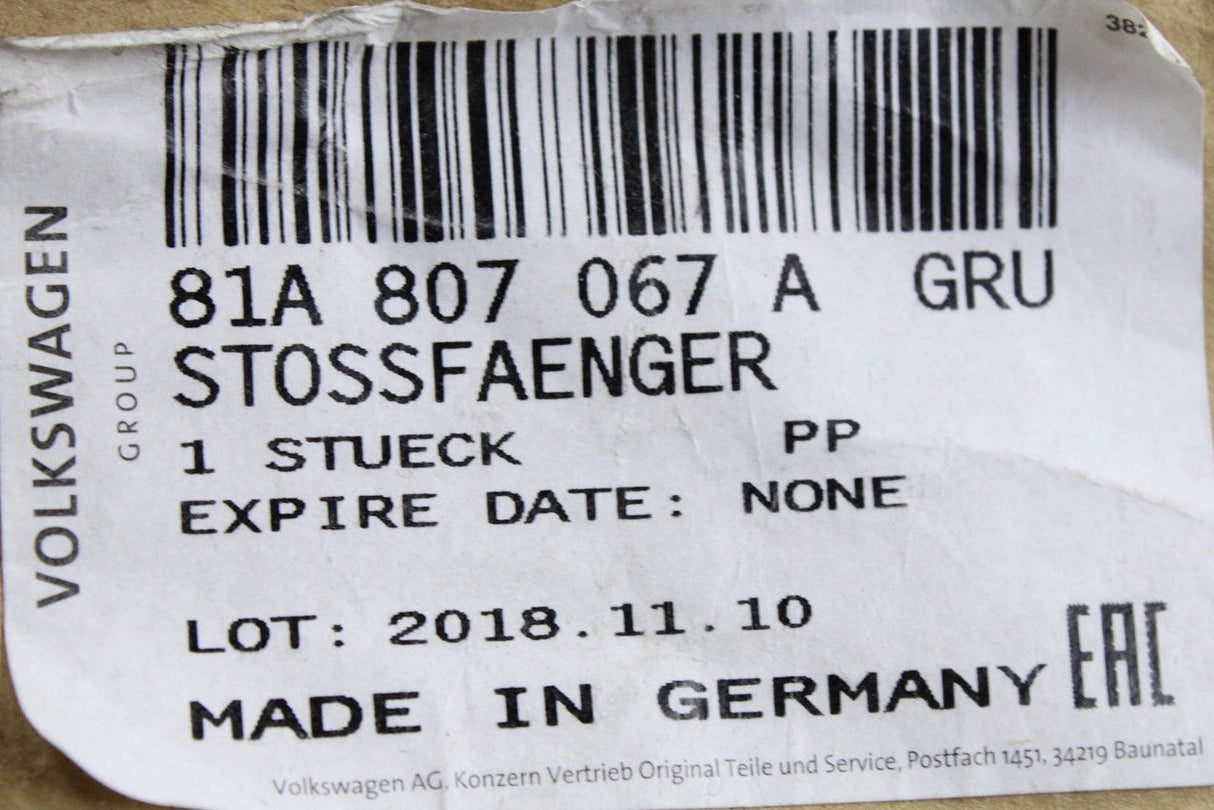 81A 807 067 A GRU
STOSSFAENGER
1 STUECK PP
EXPIRE DATE: NONE
LOT: 2018.11.10
MADE IN GERMANY EAC
Volkswagen AG, Konzern Vertrieb Original Teile und Service, Postfach 1451, 34219 Baunatal
VOLKSWAGEN
GROUP